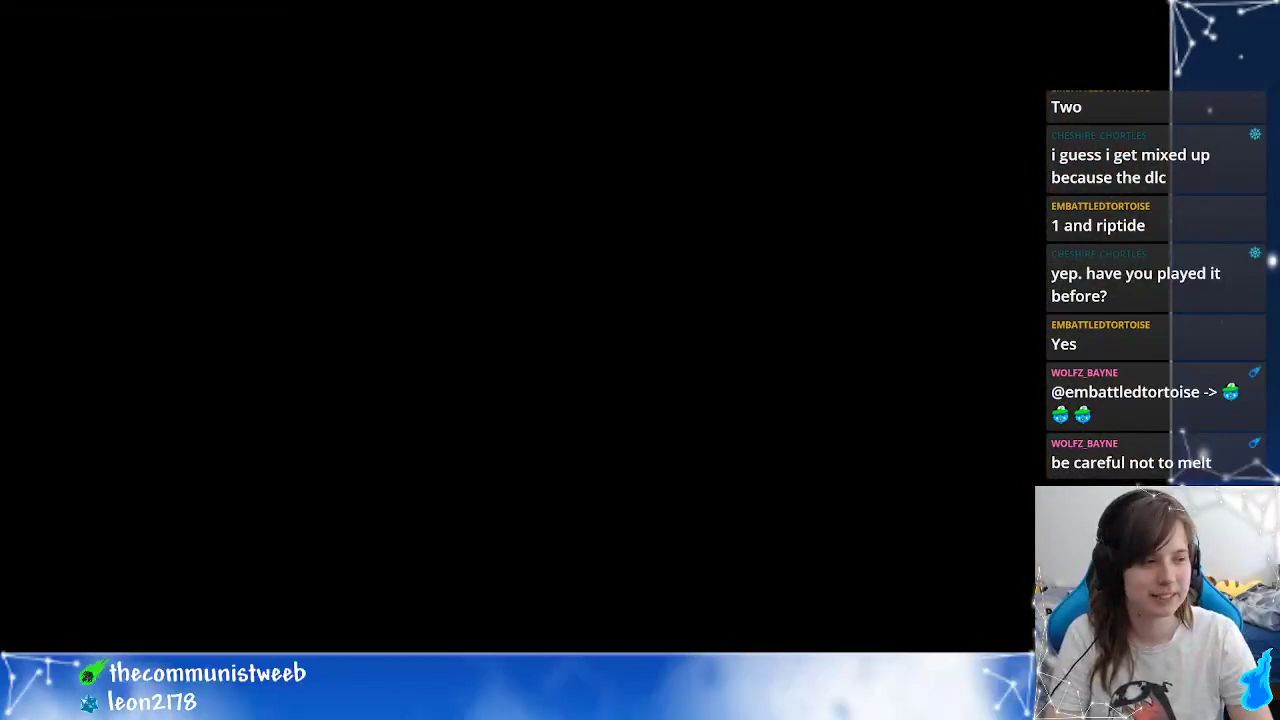 Two
CHESHIRE_CHORTLES
i guess i get mixed up
because the dlc
EMBATTLEDTORTOISE
1 and riptide
CHESHIRE_CHORTLES
yep. have you played it
before?
EMBATTLEDTORTOISE
Yes
WOLFZ_BAYNE
@embattledtortoise ->
WOLFZ_BAYNE
be careful not to melt
thecommunistweeb
leon2178